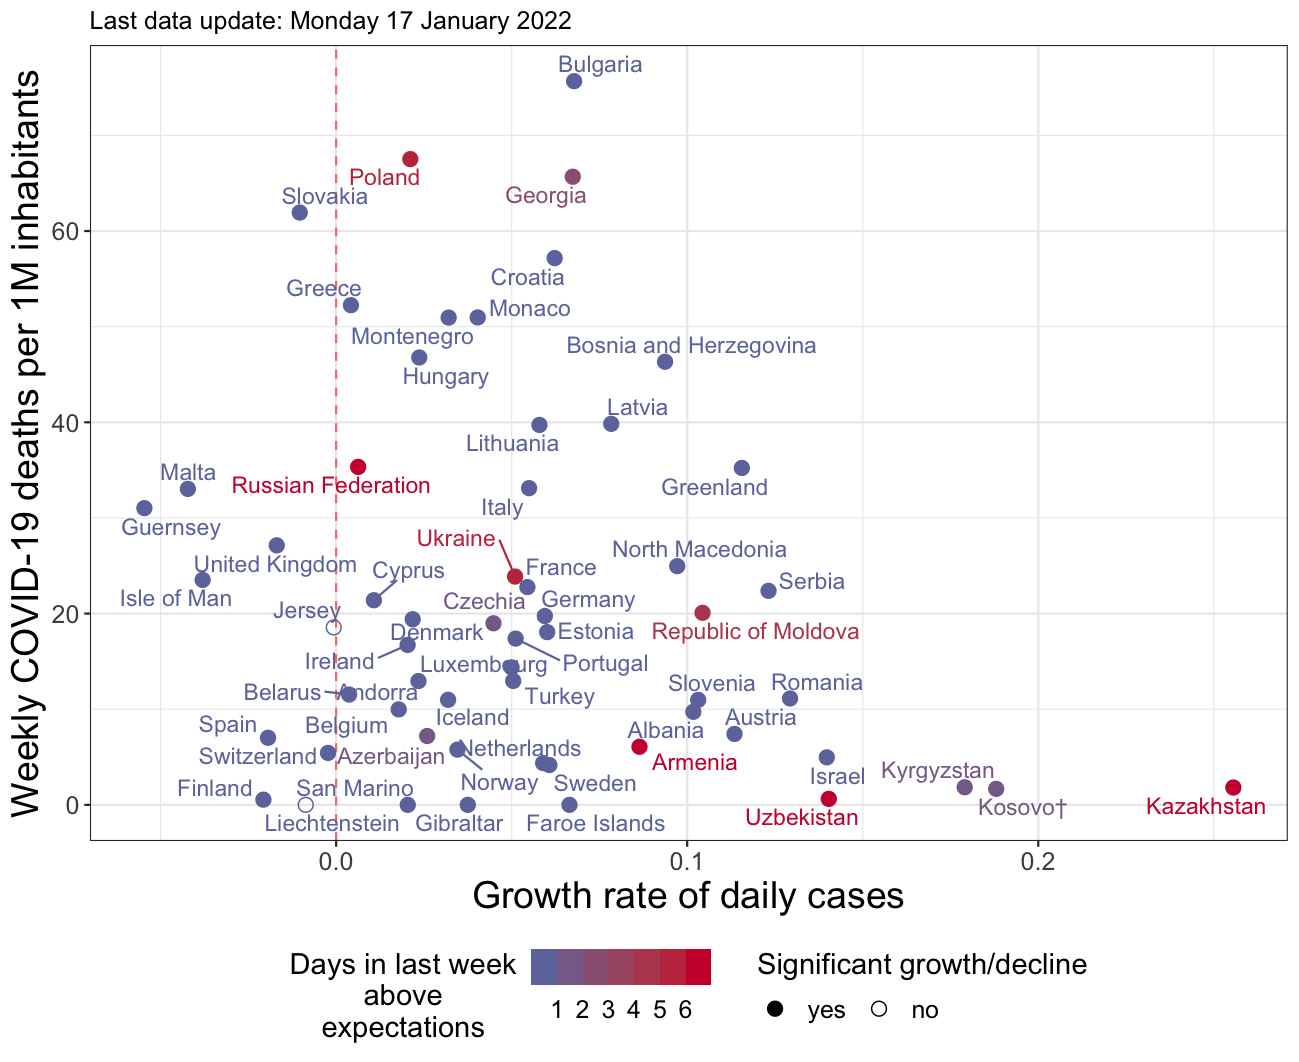 Last data update: Monday 17 January 2022
Weekly COVID-19 deaths per 1M inhabitants
Bulgaria
Poland
Georgia
Slovakia
60
Croatia
Greece
Monaco
Montenegro
Bosnia and Herzegovina
Hungary
Latvia
40
Lithuania
Malta
Russian Federation
Greenland
Italy
Guernsey
Ukraine
North Macedonia
United Kingdom
Cyprus
France
Serbia
Isle of Man
Czechia
Germany
Jersey
20
Denmark
Estonia
Republic of Moldova
Ireland
Luxembourg
Portugal
Slovenia
Romania
Belarus
Andorra
Turkey
Spain
Belgium
Iceland
Austria
Albania
Switzerland
Azerbaijan
Netherlands
Armenia
Kyrgyzstan
Israel
Norway
Sweden
Finland
San Marino
0
Kosovo†
Kazakhstan
Uzbekistan
Liechtenstein
Gibraltar
Faroe Islands
0.0
0.1
0.2
Growth rate of daily cases
Days in last week
above
expectations
1 2 3 4 5 6
Significant growth/decline
yes
no